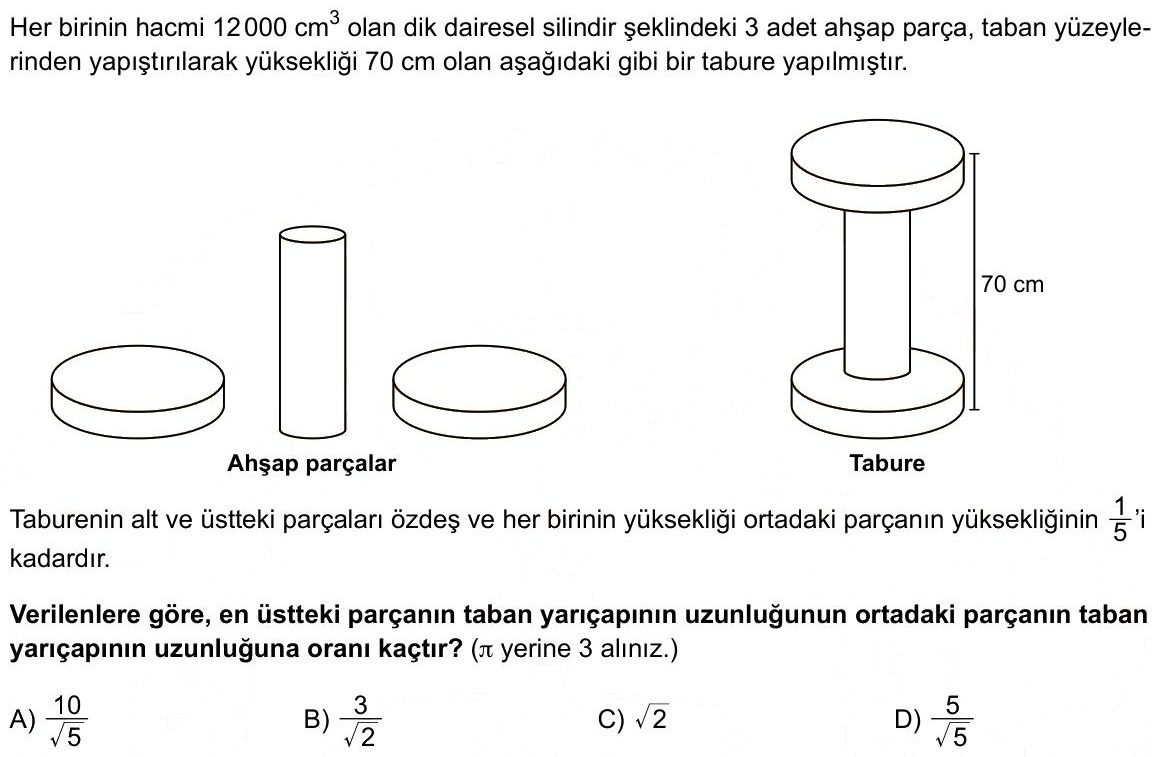 Her birinin hacmi 12 000 cm³ olan dik dairesel silindir şeklindeki 3 adet ahşap parça, taban yüzeyle-
rinden yapıştırılarak yüksekliği 70 cm olan aşağıdaki gibi bir tabure yapılmıştır.
70 cm
Ahşap parçalar
Tabure
Taburenin alt ve üstteki parçaları özdeş ve her birinin yüksekliği ortadaki parçanın yüksekliğinin 1/5 'i
kadardır.
Verilenlere göre, en üstteki parçanın taban yarıçapının uzunluğunun ortadaki parçanın taban
yarıçapının uzunluğuna oranı kaçtır? (π yerine 3 alınız.)
A) 10/√5 B) 3/√2 C) √2 D) 5/√5